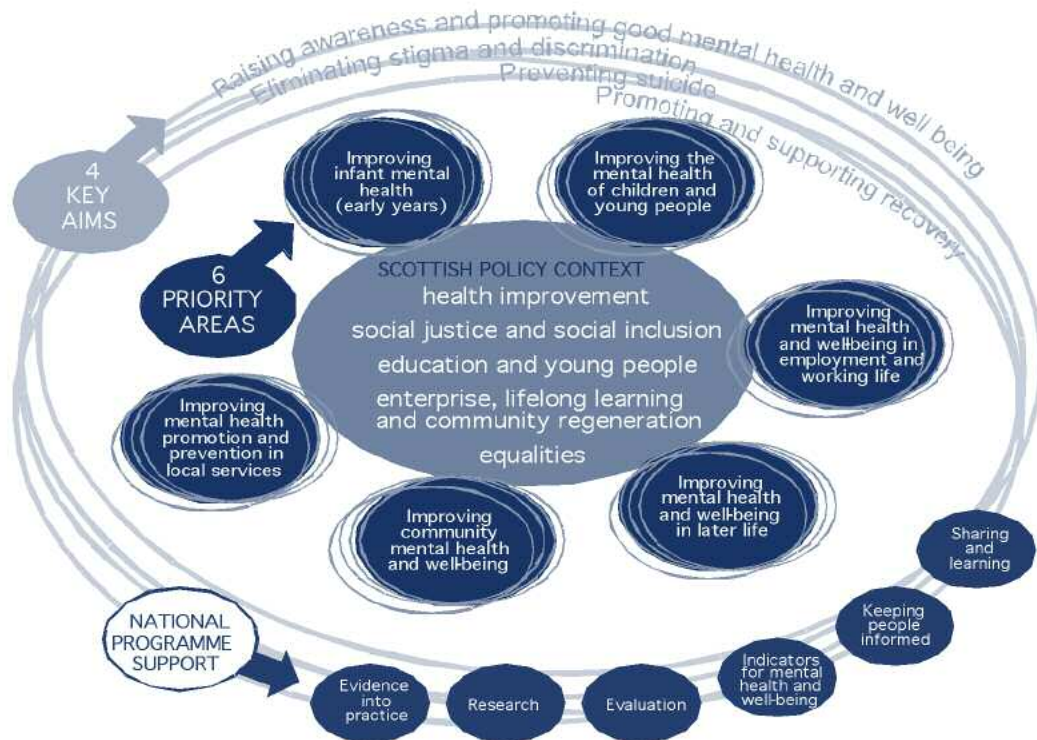 Raising awareness and promoting good mental health and well being
Eliminating stigma and discrimination
Preventing suicide
Promoting and supporting recovery
4
KEY
AIMS
Improving
infant mental
health
(early years)
Improving the
mental health
of children and
young people
6
PRIORITY
AREAS
SCOTTISH POLICY CONTEXT
health improvement
social justice and social inclusion
education and young people
enterprise, lifelong learning
and community regeneration
equalities
Improving
mental health
and well-being in
employment and
working life
Improving
mental health
promotion and
prevention in
local services
Improving
community
mental health
and well-being
Improving
mental health
and well-being
in later life
NATIONAL
PROGRAMME
SUPPORT
Evidence
into
practice
Research
Evaluation
Indicators
for mental
health and
well-being
Keeping
people
informed
Sharing
and
learning